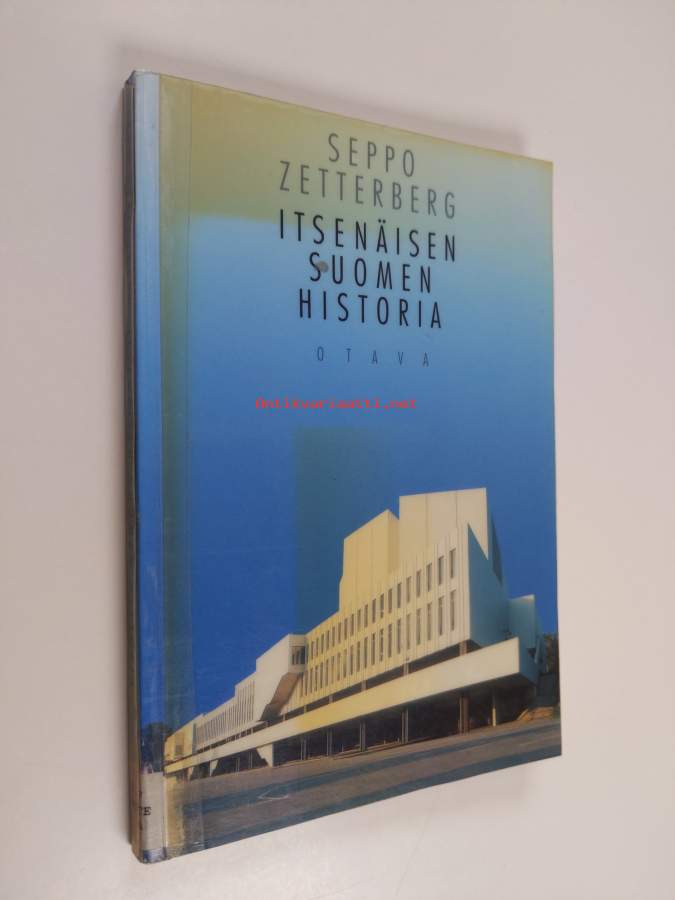 SEPPO
ZETTERBERG
ITSENÄISEN
SUOMEN
HISTORIA
OTAVA
Antikvariaatti.net